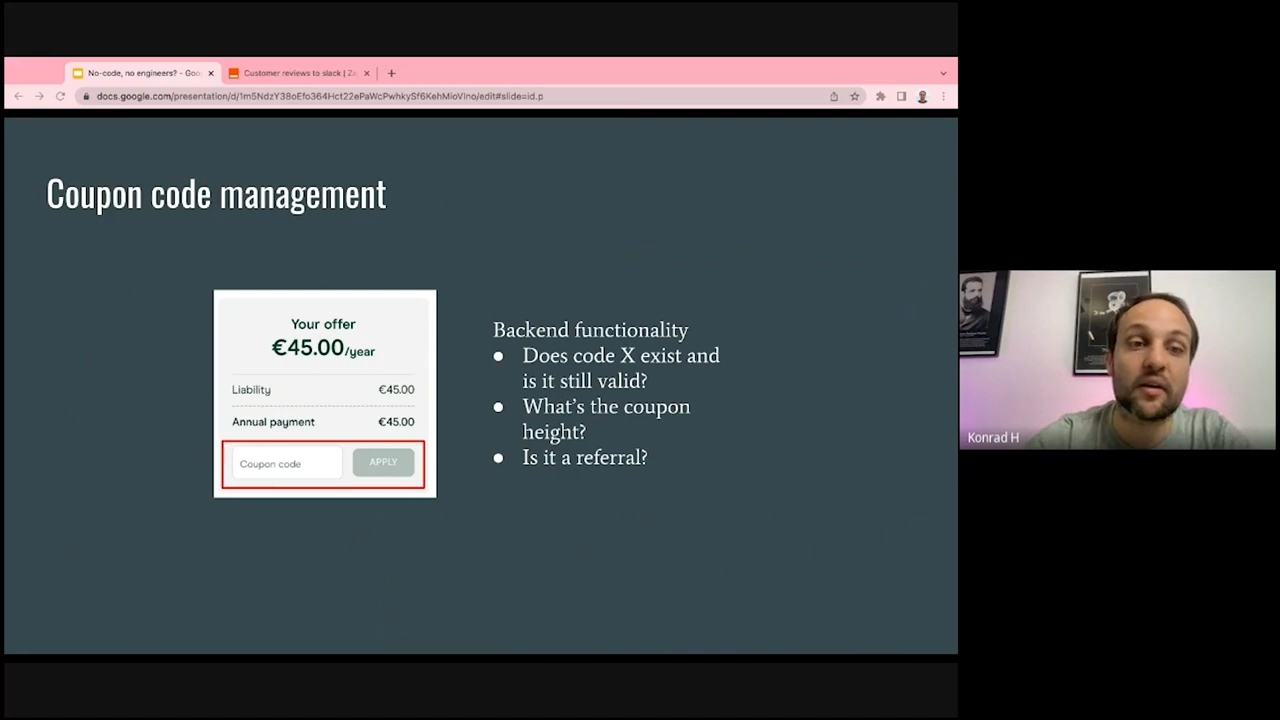 No-code, no engineers? - Goo
Customer reviews to slack | Za
docs.google.com/presentation/d/1m5NdzY38oEfo364Hct22ePaWcPwhkySf6KehMioVIno/edit#slide=id.p
Coupon code management
Your offer
€45.00/year
Liability €45.00
Annual payment €45.00
Coupon code APPLY
Backend functionality
● Does code X exist and
is it still valid?
● What's the coupon
height?
● Is it a referral?
Konrad H